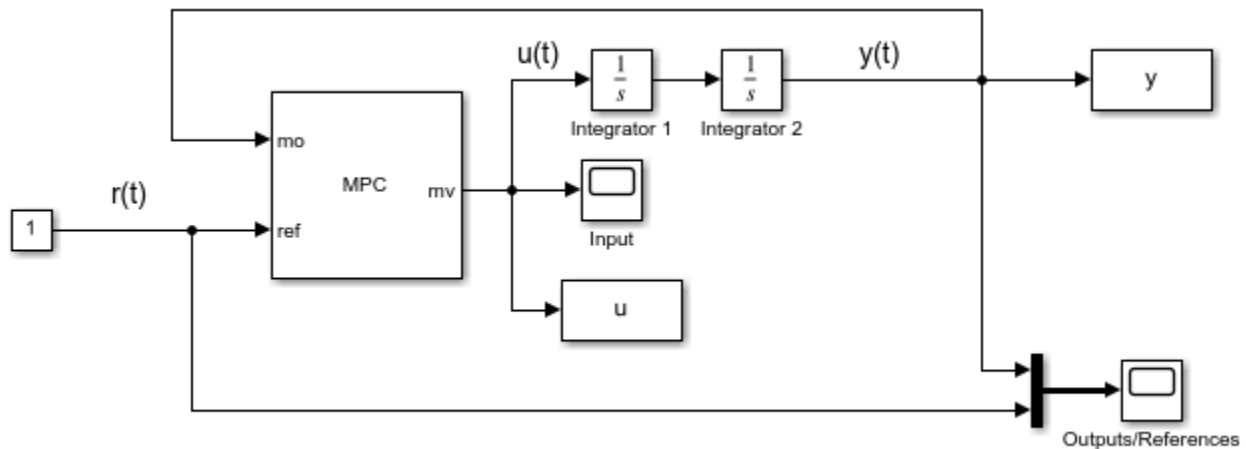 u(t)
y(t)
1
s
1
s
y
Integrator 1
Integrator 2
mo
MPC
mv
r(t)
1
ref
Input
u
Outputs/References